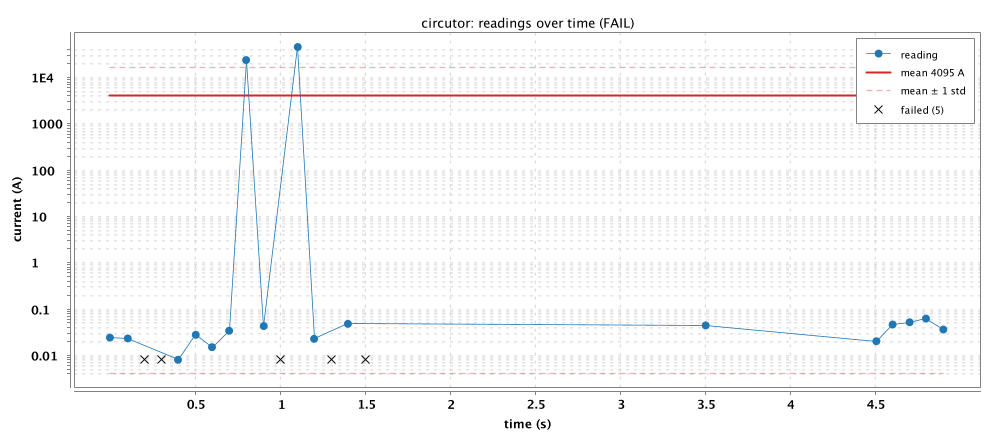 circutor: readings over time (FAIL)
reading
mean 4095 A
mean ± 1 std
failed (5)
current (A)
1E4
1000
100
10
1
0.1
0.01
0.5 1 1.5 2 2.5 3 3.5 4 4.5
time (s)